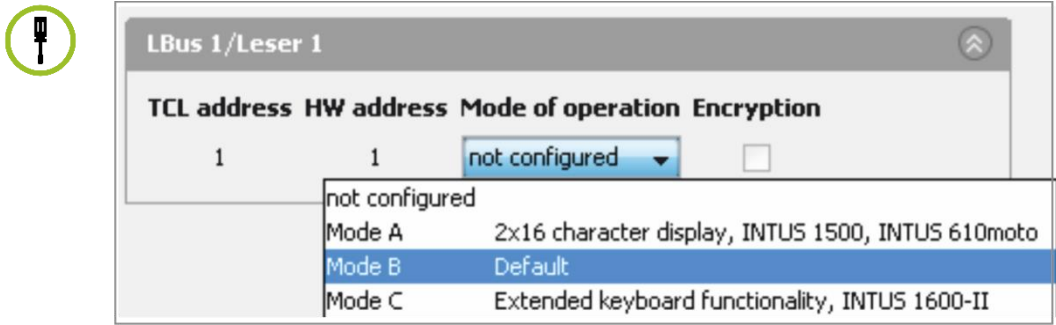 LBus 1/Leser 1
TCL address HW address Mode of operation Encryption
1 1 not configured
not configured
Mode A 2x16 character display, INTUS 1500, INTUS 610moto
Mode B Default
Mode C Extended keyboard functionality, INTUS 1600-II